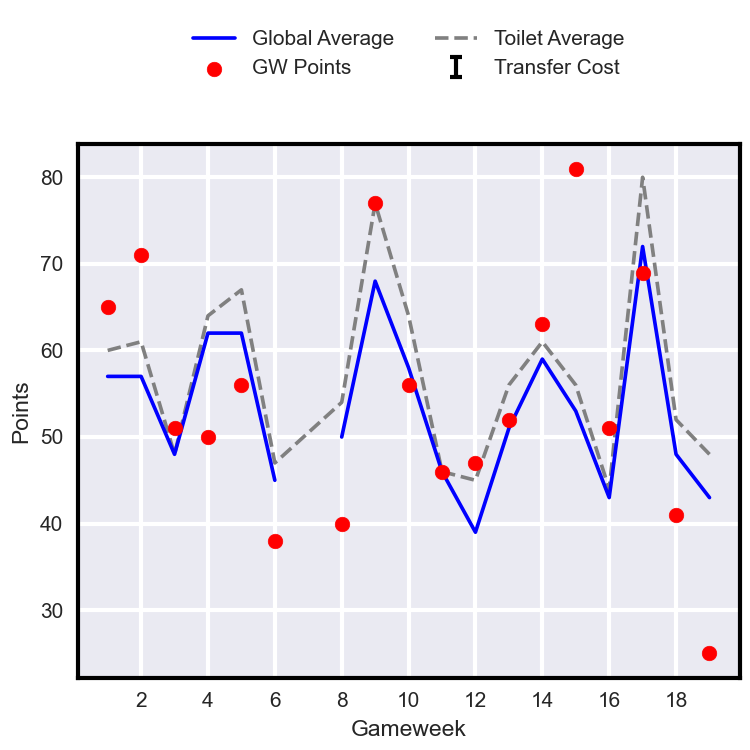 Global Average
Toilet Average
GW Points
Transfer Cost
80
70
60
50
40
30
Points
2 4 6 8 10 12 14 16 18
Gameweek